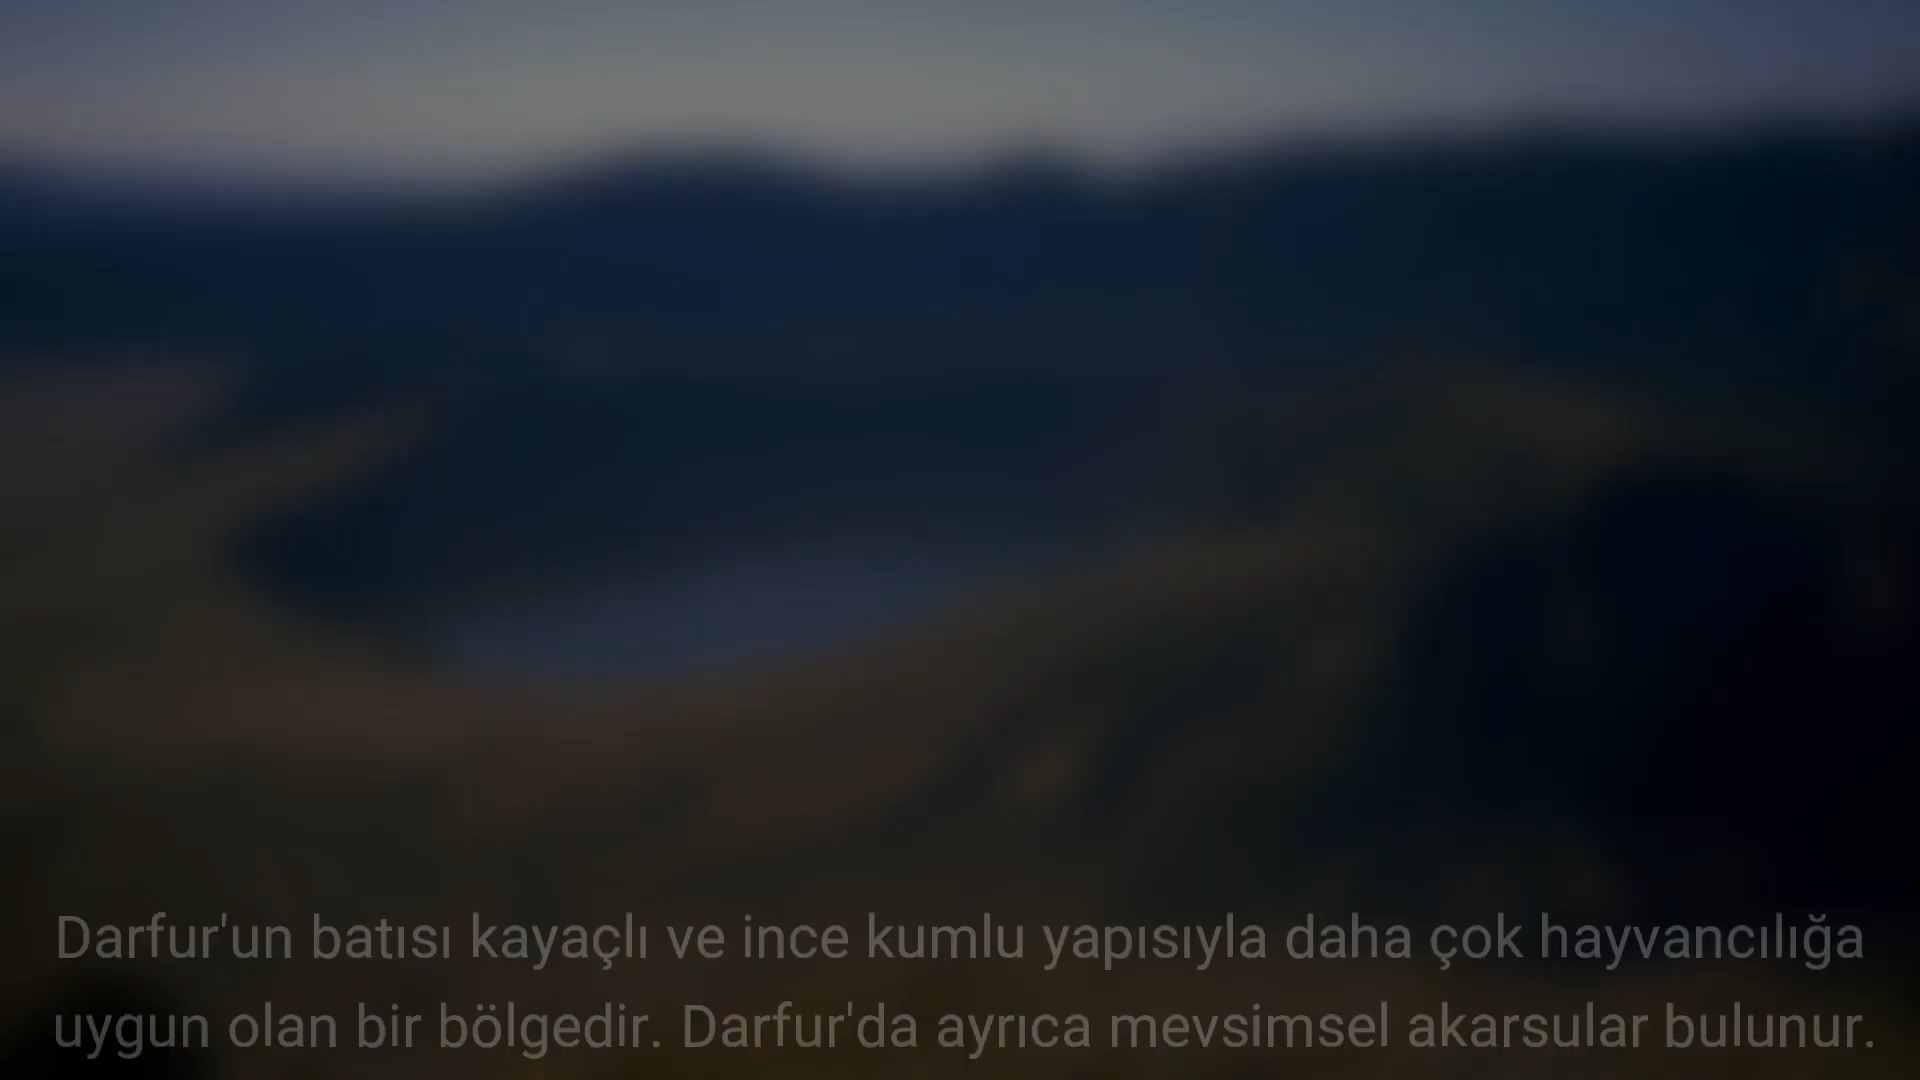 Darfur'un batısı kayaçlı ve ince kumlu yapısıyla daha çok hayvancılığa
uygun olan bir bölgedir. Darfur'da ayrıca mevsimsel akarsular bulunur.